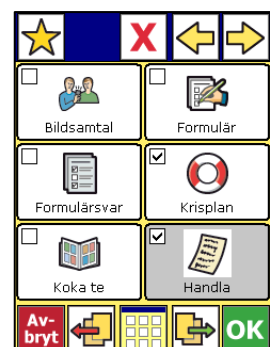 X
Bildsamtal
Formulär
Formulärsvar
Krisplan
Koka te
Handla
Av-
bryt
OK